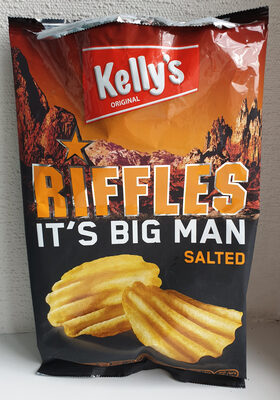 Kelly's
ORIGINAL
RIFFLES
IT'S BIG MAN
SALTED